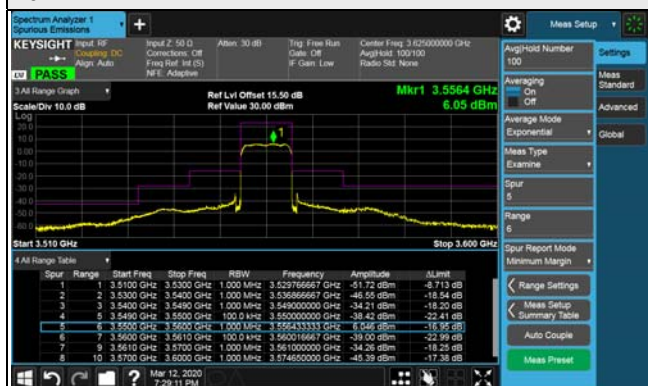 Spectrum Analyzer 1
Spurious Emissions
Meas Setup
KEYSIGHT
Input: RF
Coupling: DC
Align: Auto
Input Z: 50 Ω
Corrections: Off
Freq Ref: Int (S)
NFE: Adaptive
Atten: 30 dB
Trig: Free Run
Gate: Off
IF Gain: Low
Center Freq: 3.625000000 GHz
Avg|Hold: 100/100
Radio Std: None
PASS
3 All Range Graph
Scale/Div 10.0 dB
Ref Lvl Offset 15.50 dB
Ref Value 30.00 dBm
Mkr1 3.5564 GHz
6.05 dBm
Log
20.0
10.0
0.00
-10.0
-20.0
-30.0
-40.0
-50.0
-60.0
1
Start 3.510 GHz
Stop 3.600 GHz
4 All Range Table
Spur Range Start Freq Stop Freq RBW Frequency Amplitude ΔLimit
1 1 3.5100 GHz 3.5300 GHz 1.000 MHz 3.529766667 GHz -51.72 dBm -8.713 dB
2 2 3.5300 GHz 3.5400 GHz 1.000 MHz 3.536866667 GHz -46.55 dBm -18.54 dB
3 3 3.5400 GHz 3.5490 GHz 1.000 MHz 3.549000000 GHz -34.21 dBm -18.20 dB
4 5 3.5490 GHz 3.5500 GHz 100.0 kHz 3.550000000 GHz -38.42 dBm -22.41 dB
5 6 3.5500 GHz 3.5600 GHz 1.000 MHz 3.556433333 GHz 6.046 dBm -16.95 dB
6 7 3.5600 GHz 3.5610 GHz 100.0 kHz 3.560016667 GHz -39.00 dBm -22.99 dB
7 9 3.5610 GHz 3.5700 GHz 1.000 MHz 3.561000000 GHz -34.26 dBm -18.25 dB
8 10 3.5700 GHz 3.6000 GHz 1.000 MHz 3.574650000 GHz -45.39 dBm -17.38 dB
Avg|Hold Number
100
Averaging
On
Off
Average Mode
Exponential
Meas Type
Examine
Spur
5
Range
6
Spur Report Mode
Minimum Margin
Range Settings
Meas Setup
Summary Table
Auto Couple
Meas Preset
Settings
Meas
Standard
Advanced
Global
Mar 12, 2020
7:29:11 PM